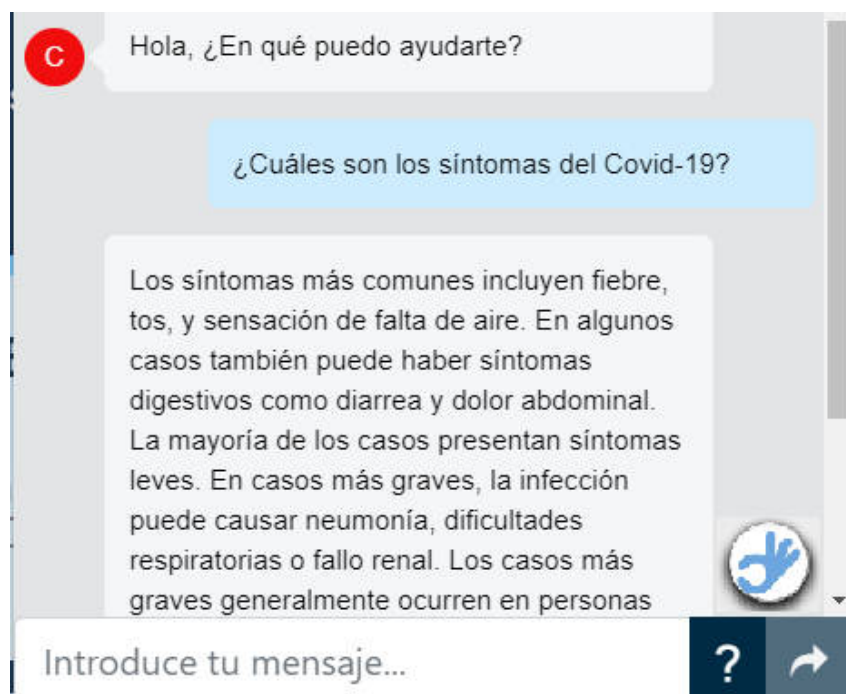 C
Hola, ¿En qué puedo ayudarte?
¿Cuáles son los síntomas del Covid-19?
Los síntomas más comunes incluyen fiebre,
tos, y sensación de falta de aire. En algunos
casos también puede haber síntomas
digestivos como diarrea y dolor abdominal.
La mayoría de los casos presentan síntomas
leves. En casos más graves, la infección
puede causar neumonía, dificultades
respiratorias o fallo renal. Los casos más
graves generalmente ocurren en personas
Introduce tu mensaje...
?